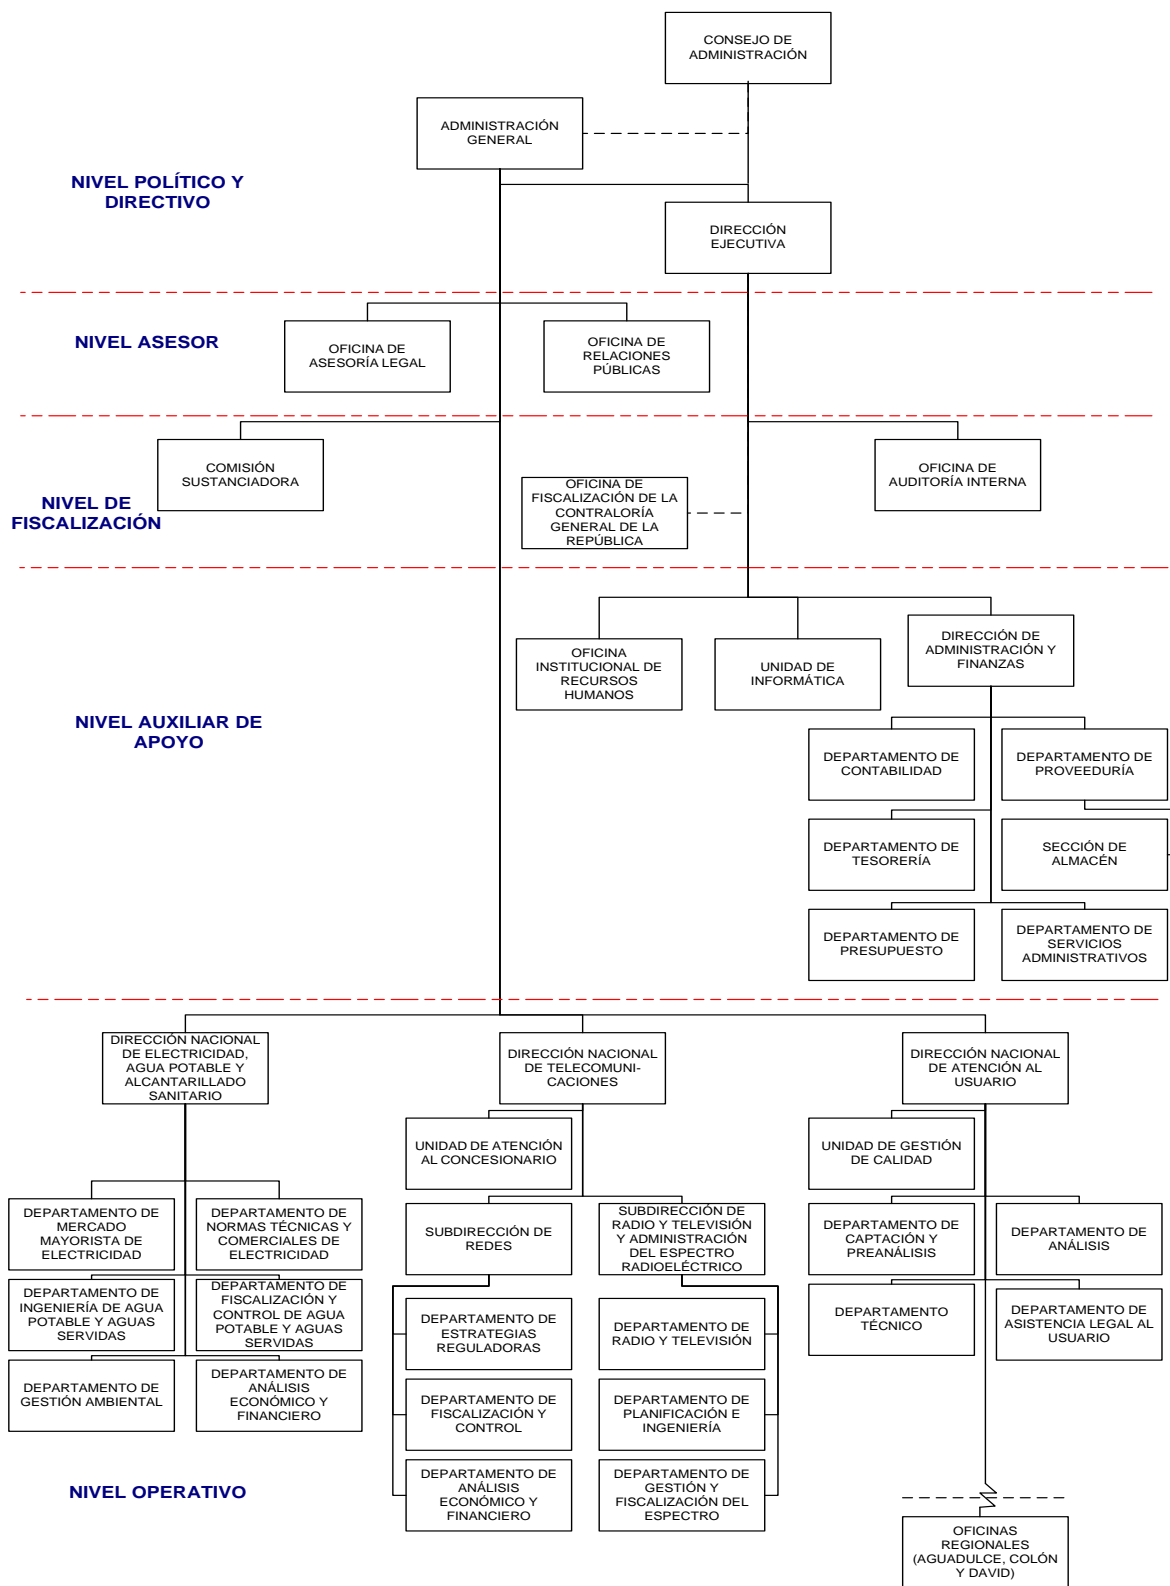 CONSEJO DE
ADMINISTRACIÓN
ADMINISTRACIÓN
GENERAL
NIVEL POLÍTICO Y
DIRECTIVO
DIRECCIÓN
EJECUTIVA
NIVEL ASESOR
OFICINA DE
ASESORÍA LEGAL
OFICINA DE
RELACIONES
PÚBLICAS
COMISIÓN
SUSTANCIADORA
OFICINA DE
AUDITORÍA INTERNA
NIVEL DE
FISCALIZACIÓN
OFICINA DE
FISCALIZACIÓN DE LA
CONTRALORÍA
GENERAL DE LA
REPÚBLICA
OFICINA
INSTITUCIONAL DE
RECURSOS
HUMANOS
UNIDAD DE
INFORMÁTICA
DIRECCIÓN DE
ADMINISTRACIÓN Y
FINANZAS
NIVEL AUXILIAR DE
APOYO
DEPARTAMENTO DE
CONTABILIDAD
DEPARTAMENTO DE
PROVEEDURÍA
DEPARTAMENTO DE
TESORERÍA
SECCIÓN DE
ALMACÉN
DEPARTAMENTO DE
PRESUPUESTO
DEPARTAMENTO DE
SERVICIOS
ADMINISTRATIVOS
DIRECCIÓN NACIONAL
DE ELECTRICIDAD,
AGUA POTABLE Y
ALCANTARILLADO
SANITARIO
DIRECCIÓN NACIONAL
DE TELECOMUNI-
CACIONES
DIRECCIÓN NACIONAL
DE ATENCIÓN AL
USUARIO
UNIDAD DE ATENCIÓN
AL CONCESIONARIO
UNIDAD DE GESTIÓN
DE CALIDAD
DEPARTAMENTO DE
MERCADO
MAYORISTA DE
ELECTRICIDAD
DEPARTAMENTO DE
NORMAS TÉCNICAS Y
COMERCIALES DE
ELECTRICIDAD
SUBDIRECCIÓN DE
REDES
SUBDIRECCIÓN DE
RADIO Y TELEVISIÓN
Y ADMINISTRACIÓN
DEL ESPECTRO
RADIOELÉCTRICO
DEPARTAMENTO DE
CAPTACIÓN Y
PREANÁLISIS
DEPARTAMENTO DE
ANÁLISIS
DEPARTAMENTO DE
INGENIERÍA DE AGUA
POTABLE Y AGUAS
SERVIDAS
DEPARTAMENTO DE
FISCALIZACIÓN Y
CONTROL DE AGUA
POTABLE Y AGUAS
SERVIDAS
DEPARTAMENTO DE
ESTRATEGIAS
REGULADORAS
DEPARTAMENTO DE
RADIO Y TELEVISIÓN
DEPARTAMENTO
TÉCNICO
DEPARTAMENTO DE
ASISTENCIA LEGAL AL
USUARIO
DEPARTAMENTO DE
GESTIÓN AMBIENTAL
DEPARTAMENTO DE
ANÁLISIS
ECONÓMICO Y
FINANCIERO
DEPARTAMENTO DE
FISCALIZACIÓN Y
CONTROL
DEPARTAMENTO DE
PLANIFICACIÓN E
INGENIERÍA
NIVEL OPERATIVO
DEPARTAMENTO DE
ANÁLISIS
ECONÓMICO Y
FINANCIERO
DEPARTAMENTO DE
GESTIÓN Y
FISCALIZACIÓN DEL
ESPECTRO
OFICINAS
REGIONALES
(AGUADULCE, COLÓN
Y DAVID)